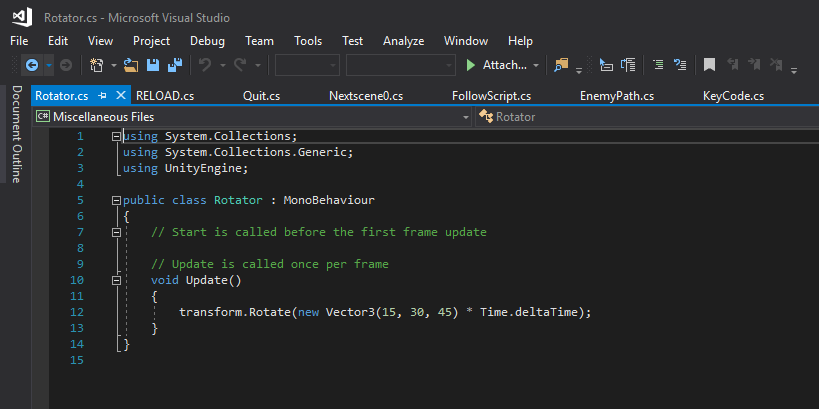 Rotator.cs - Microsoft Visual Studio
File Edit View Project Debug Team Tools Test Analyze Window Help
Attach...
Rotator.cs RELOAD.cs Quit.cs Nextscene0.cs FollowScript.cs EnemyPath.cs KeyCode.cs
Document Outline
C# Miscellaneous Files Rotator
1 using System.Collections;
2 using System.Collections.Generic;
3 using UnityEngine;
4
5 public class Rotator : MonoBehaviour
6 {
7 // Start is called before the first frame update
8
9 // Update is called once per frame
10 void Update()
11 {
12 transform.Rotate(new Vector3(15, 30, 45) * Time.deltaTime);
13 }
14 }
15